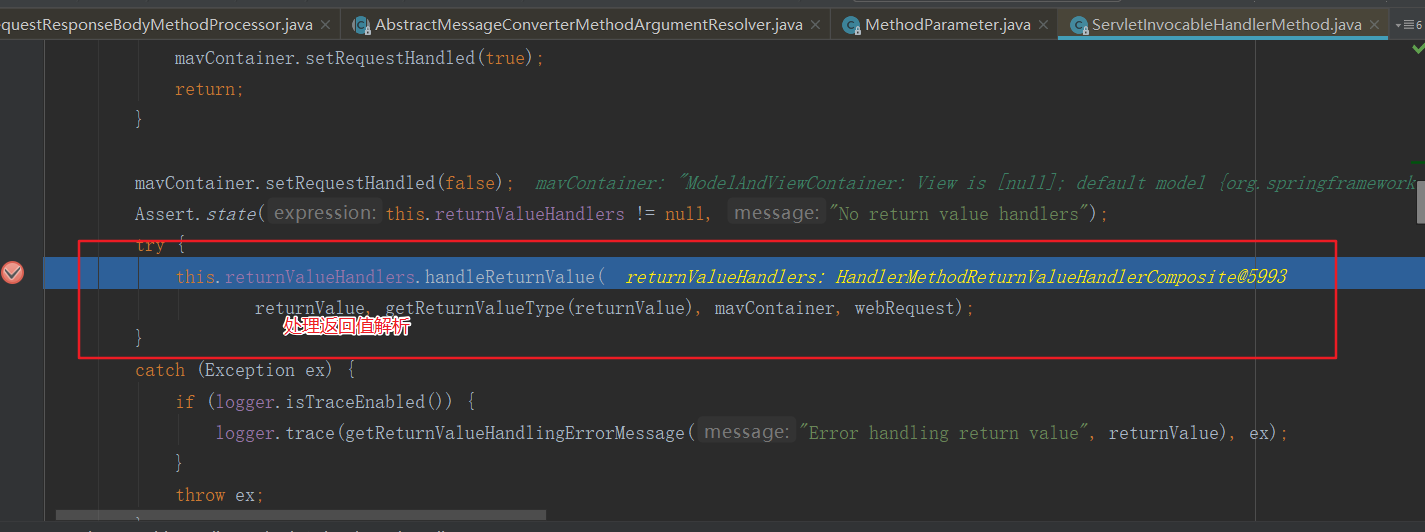 equestResponseBodyMethodProcessor.java × AbstractMessageConverterMethodArgumentResolver.java × MethodParameter.java × ServletInvocableHandlerMethod.java × 6
mavContainer.setRequestHandled(true);
return;
}
mavContainer.setRequestHandled(false); mavContainer: "ModelAndViewContainer: View is [null]; default model {org.springframework
Assert.state( expression: this.returnValueHandlers != null, message: "No return value handlers");
try {
this.returnValueHandlers.handleReturnValue( returnValueHandlers: HandlerMethodReturnValueHandlerComposite@5993
returnValue, getReturnValueType(returnValue), mavContainer, webRequest);
处理返回值解析
}
catch (Exception ex) {
if (logger.isTraceEnabled()) {
logger.trace(getReturnValueHandlingErrorMessage( message: "Error handling return value", returnValue), ex);
}
throw ex;